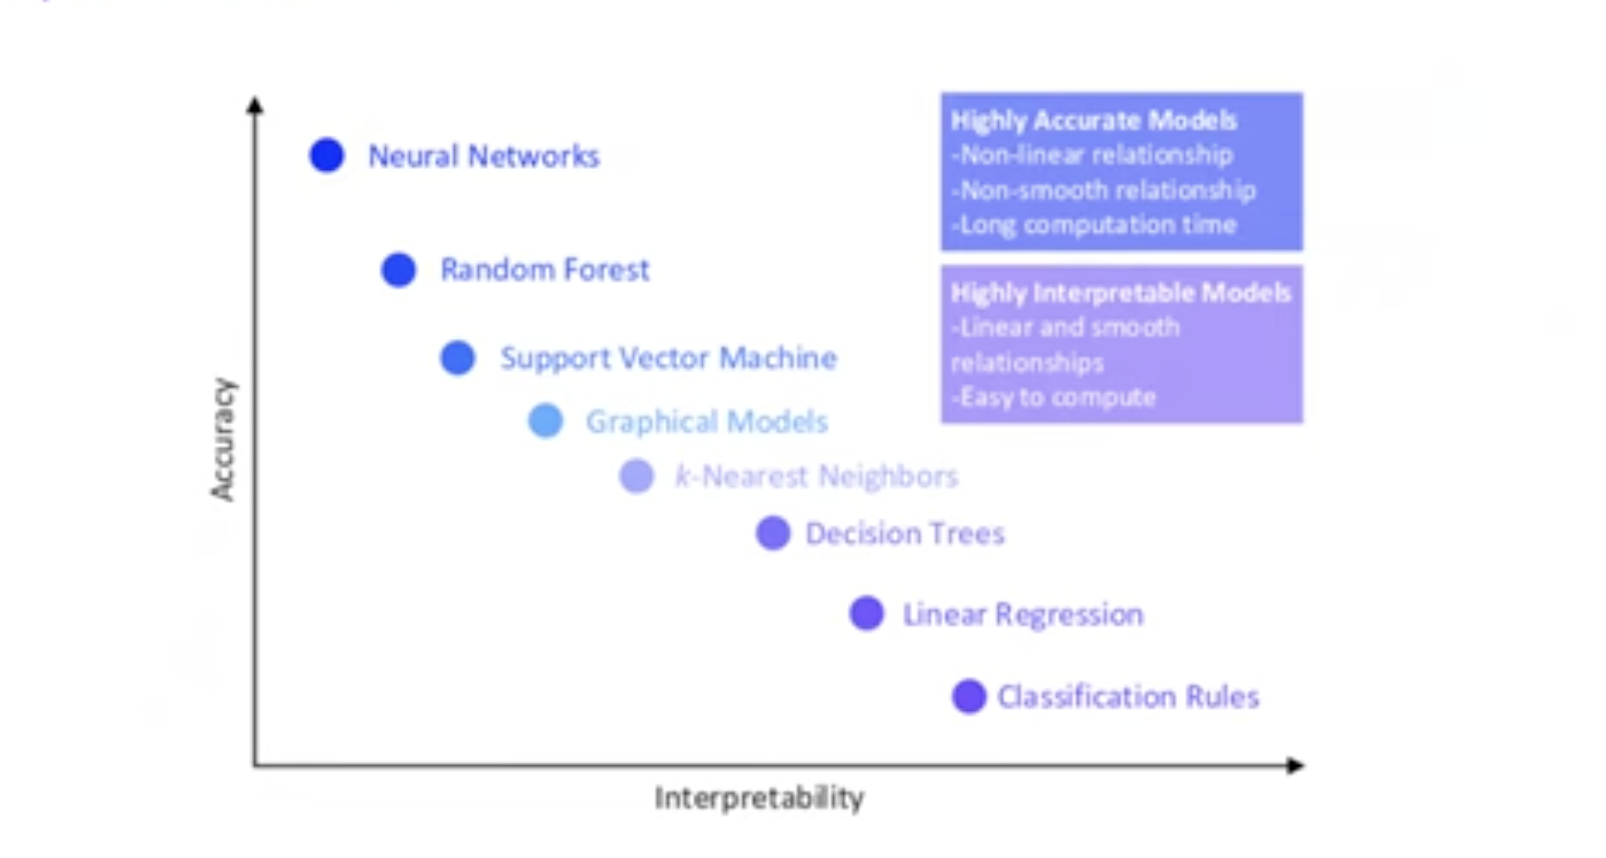 Neural Networks
Random Forest
Support Vector Machine
Graphical Models
k-Nearest Neighbors
Decision Trees
Linear Regression
Classification Rules
Highly Accurate Models
-Non-linear relationship
-Non-smooth relationship
-Long computation time
Highly Interpretable Models
-Linear and smooth
relationships
-Easy to compute
Accuracy
Interpretability